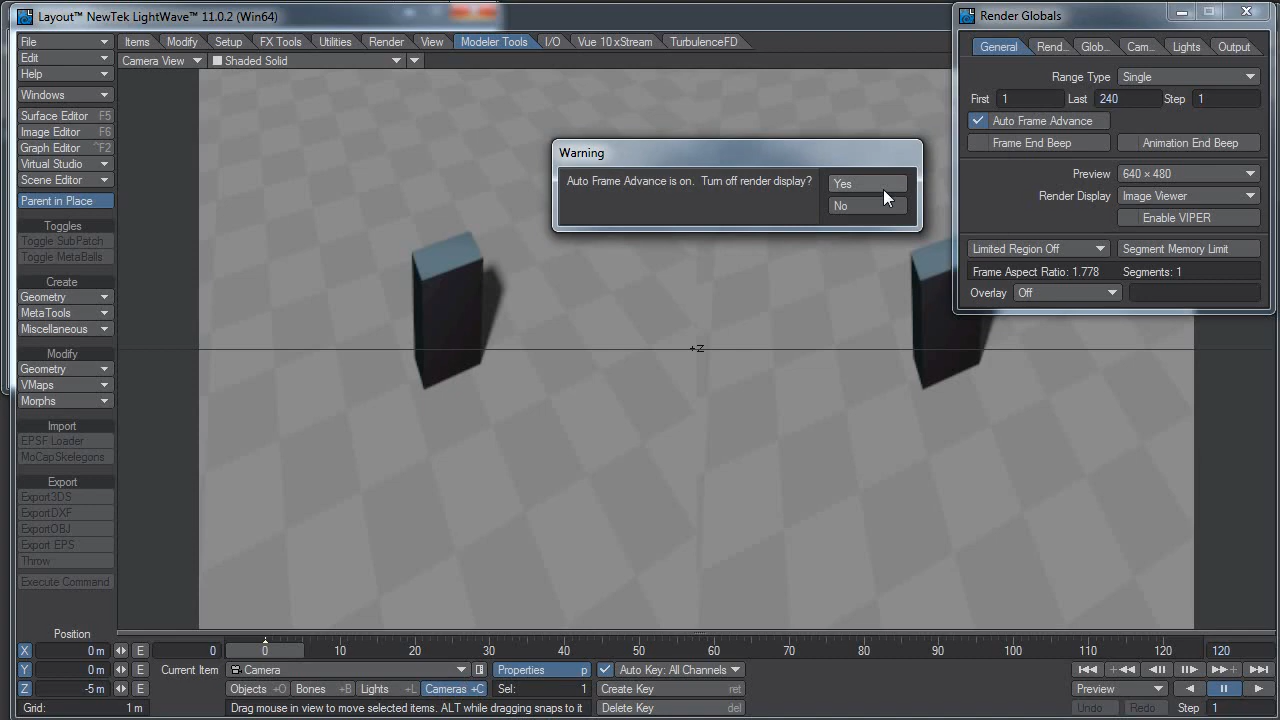 Layout™ NewTek LightWave™ 11.0.2 (Win64)
Render Globals
File
Items Modify Setup FX Tools Utilities Render View Modeler Tools I/O Vue 10 xStream TurbulenceFD
General Rend... Glob... Cam... Lights Output
Edit
Camera View Shaded Solid
Help
Range Type Single
Windows
First 1 Last 240 Step 1
Surface Editor F5
Auto Frame Advance
Image Editor F6
Frame End Beep Animation End Beep
Graph Editor ^F2
Warning
Virtual Studio
Preview 640 × 480
Auto Frame Advance is on. Turn off render display? Yes
Scene Editor
Render Display Image Viewer
No
Parent in Place
Enable VIPER
Toggles
Toggle SubPatch
Limited Region Off Segment Memory Limit
Toggle MetaBalls
Frame Aspect Ratio: 1.778 Segments: 1
Create
Overlay Off
Geometry
MetaTools
Miscellaneous
+Z
Modify
Geometry
VMaps
Morphs
Import
EPSF Loader
MoCapSkelegons
Export
Export3DS
ExportDXF
ExportOBJ
Export EPS
Throw
Execute Command
Position
X 0 m E 0 0 10 20 30 40 50 60 70 80 90 100 110 120 120
Y 0 m E Current Item Camera Properties p Auto Key: All Channels
Z -5 m E Objects +O Bones +B Lights +L Cameras +C Sel: 1 Create Key ret Preview
Grid: 1 m Drag mouse in view to move selected items. ALT while dragging snaps to it Delete Key del Undo Redo Step 1